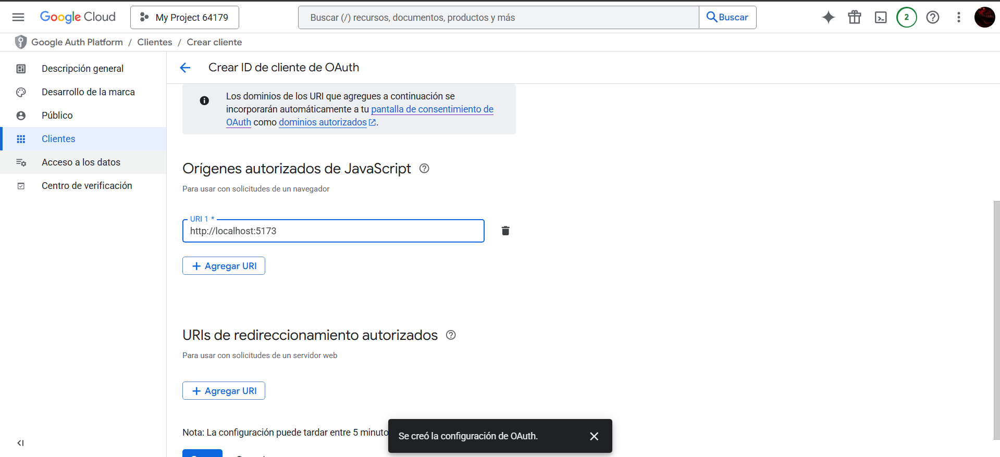 Google Cloud
My Project 64179
Buscar (/) recursos, documentos, productos y más
Buscar
2
Google Auth Platform / Clientes / Crear cliente
Descripción general
Desarrollo de la marca
Público
Clientes
Acceso a los datos
Centro de verificación
Crear ID de cliente de OAuth
Los dominios de los URI que agregues a continuación se
incorporarán automáticamente a tu pantalla de consentimiento de
OAuth como dominios autorizados.
Orígenes autorizados de JavaScript
Para usar con solicitudes de un navegador
URI 1 *
http://localhost:5173
+ Agregar URI
URIs de redireccionamiento autorizados
Para usar con solicitudes de un servidor web
+ Agregar URI
Nota: La configuración puede tardar entre 5 minuto
Se creó la configuración de OAuth.